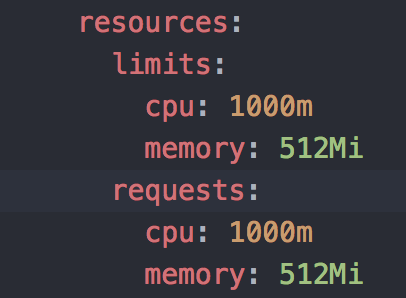 resources:
  limits:
    cpu: 1000m
    memory: 512Mi
  requests:
    cpu: 1000m
    memory: 512Mi